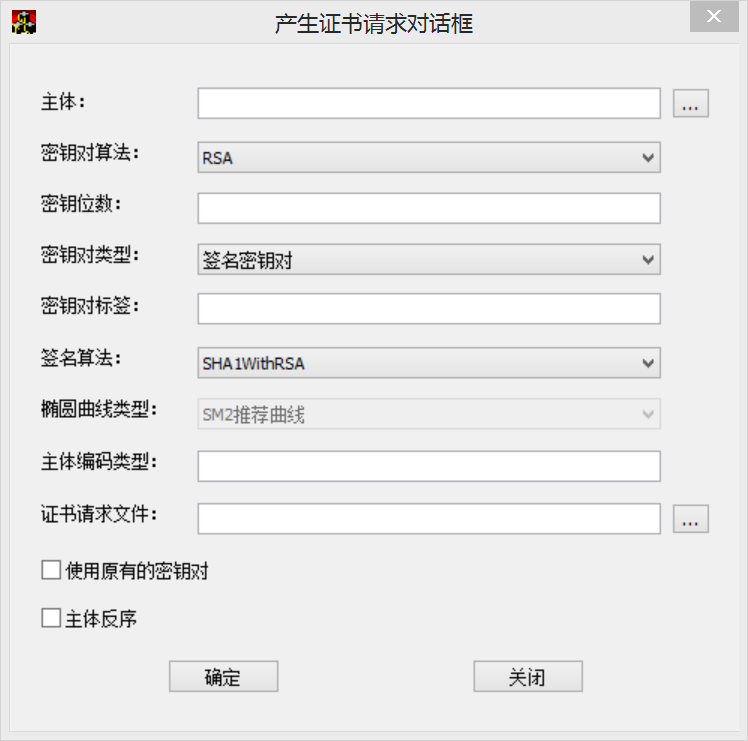 产生证书请求对话框
主体：
...
密钥对算法：
RSA
密钥位数：
密钥对类型：
签名密钥对
密钥对标签：
签名算法：
SHA1WithRSA
椭圆曲线类型：
SM2推荐曲线
主体编码类型：
证书请求文件：
...
使用原有的密钥对
主体反序
确定
关闭